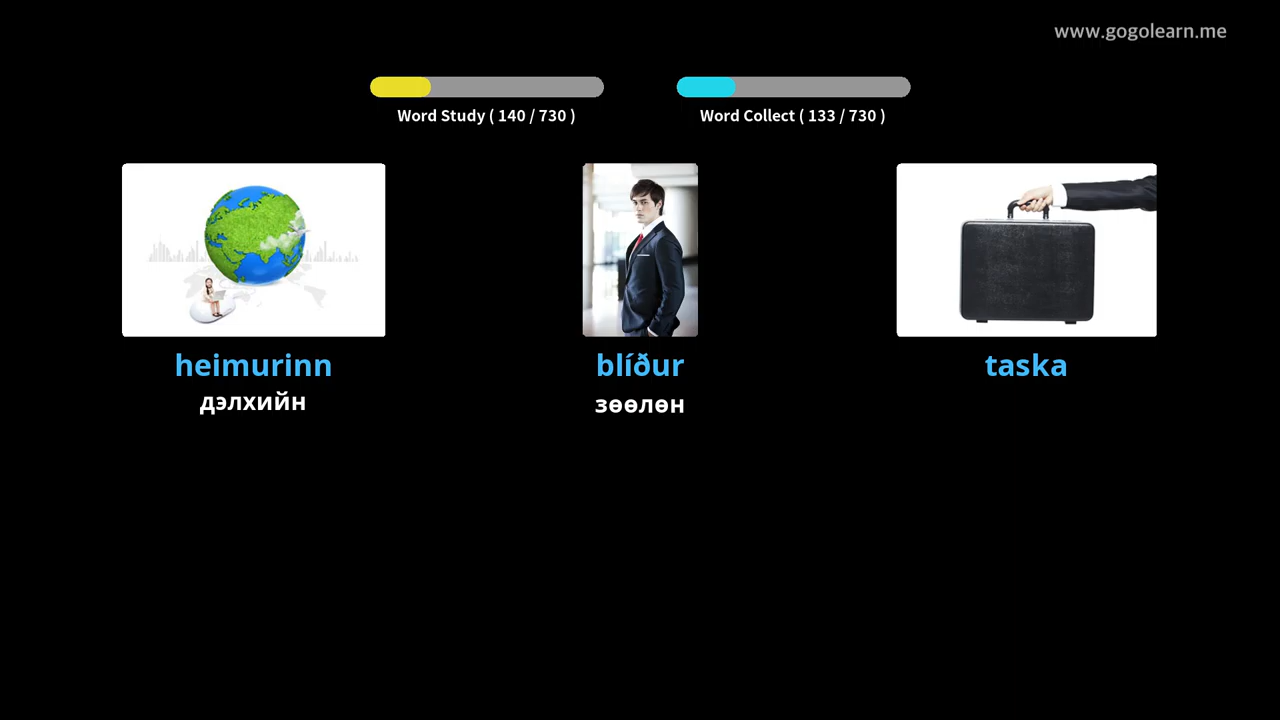 www.gogolearn.me
Word Study ( 140 / 730 )
Word Collect ( 133 / 730 )
heimurinn
дэлхийн
blíður
зөөлөн
taska